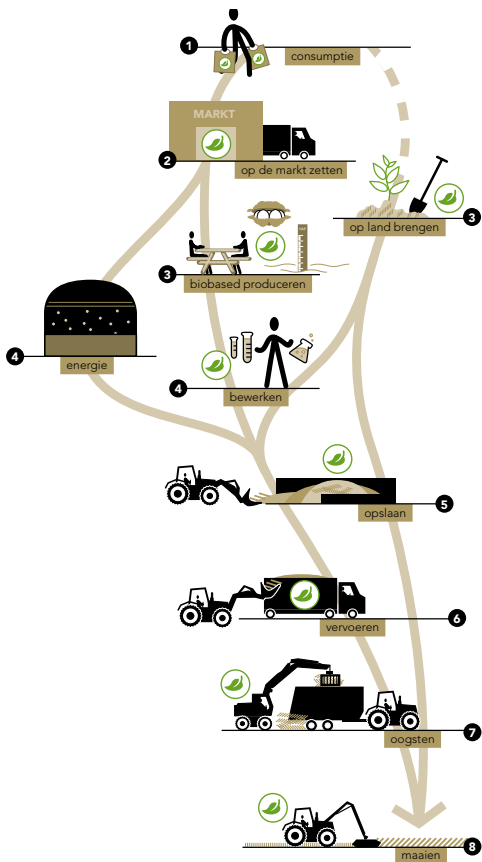 1
consumptie
MARKT
2
op de markt zetten
op land brengen
3
3
biobased produceren
4
energie
4
bewerken
opslaan
5
vervoeren
6
oogsten
7
maaien
8